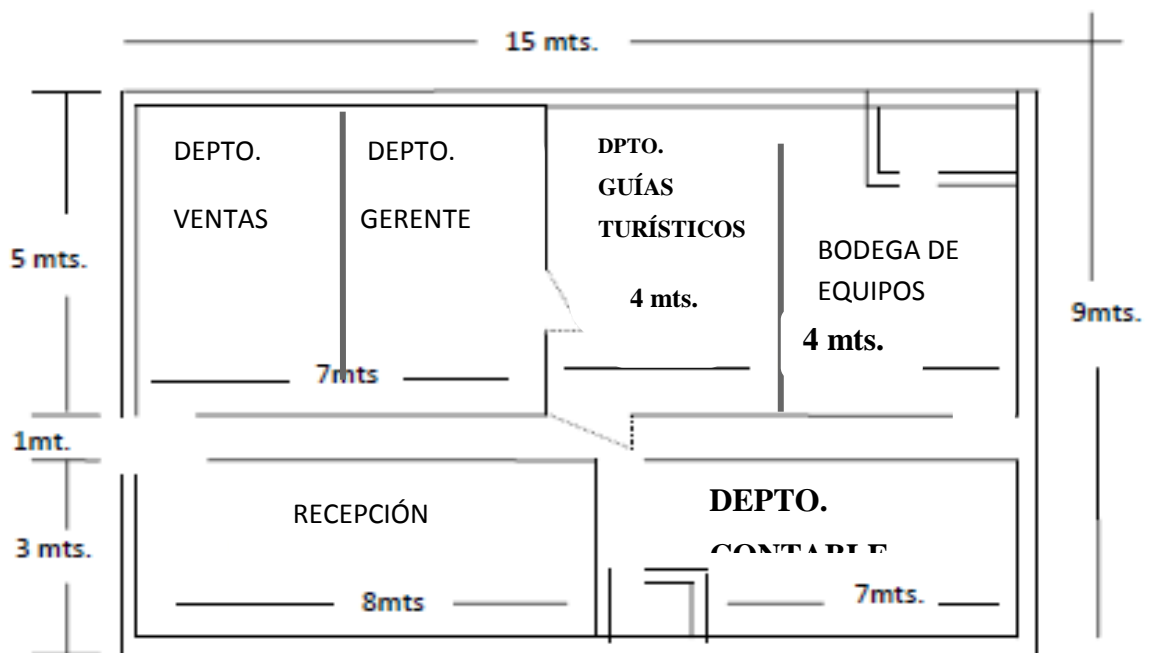 15 mts.
DEPTO.
VENTAS
DEPTO.
GERENTE
DPTO.
GUÍAS
TURÍSTICOS
4 mts.
BODEGA DE
EQUIPOS
4 mts.
5 mts.
9mts.
7mts
1mt.
RECEPCIÓN
DEPTO.
CONTABLE
3 mts.
8mts
7mts.